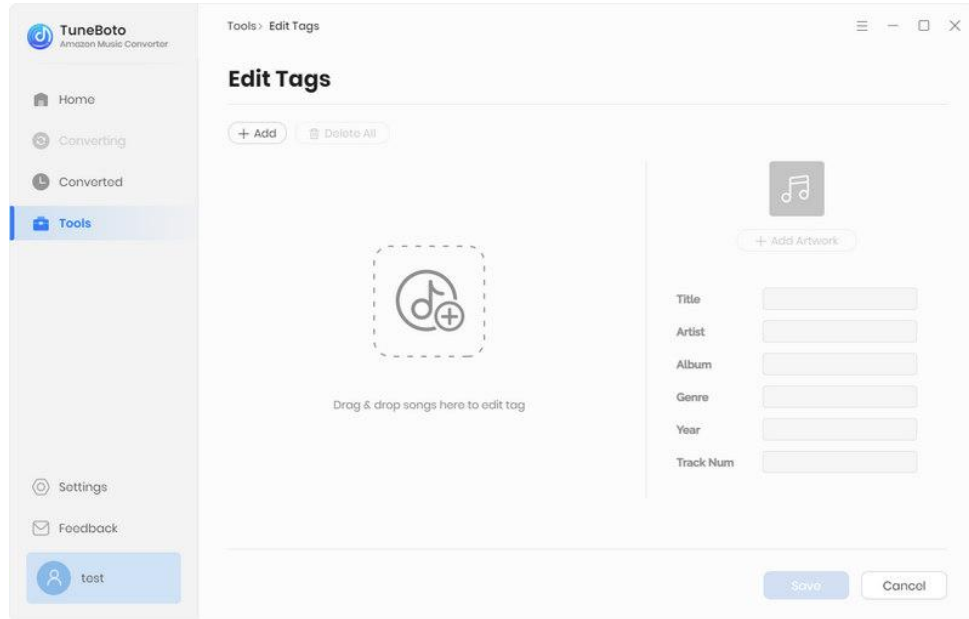 TuneBoto
Amazon Music Converter
Home
Converting
Converted
Tools
Settings
Feedback
test
Tools> Edit Tags
Edit Tags
+ Add
Delete All
Drag & drop songs here to edit tag
+ Add Artwork
Title
Artist
Album
Genre
Year
Track Num
Save
Cancel